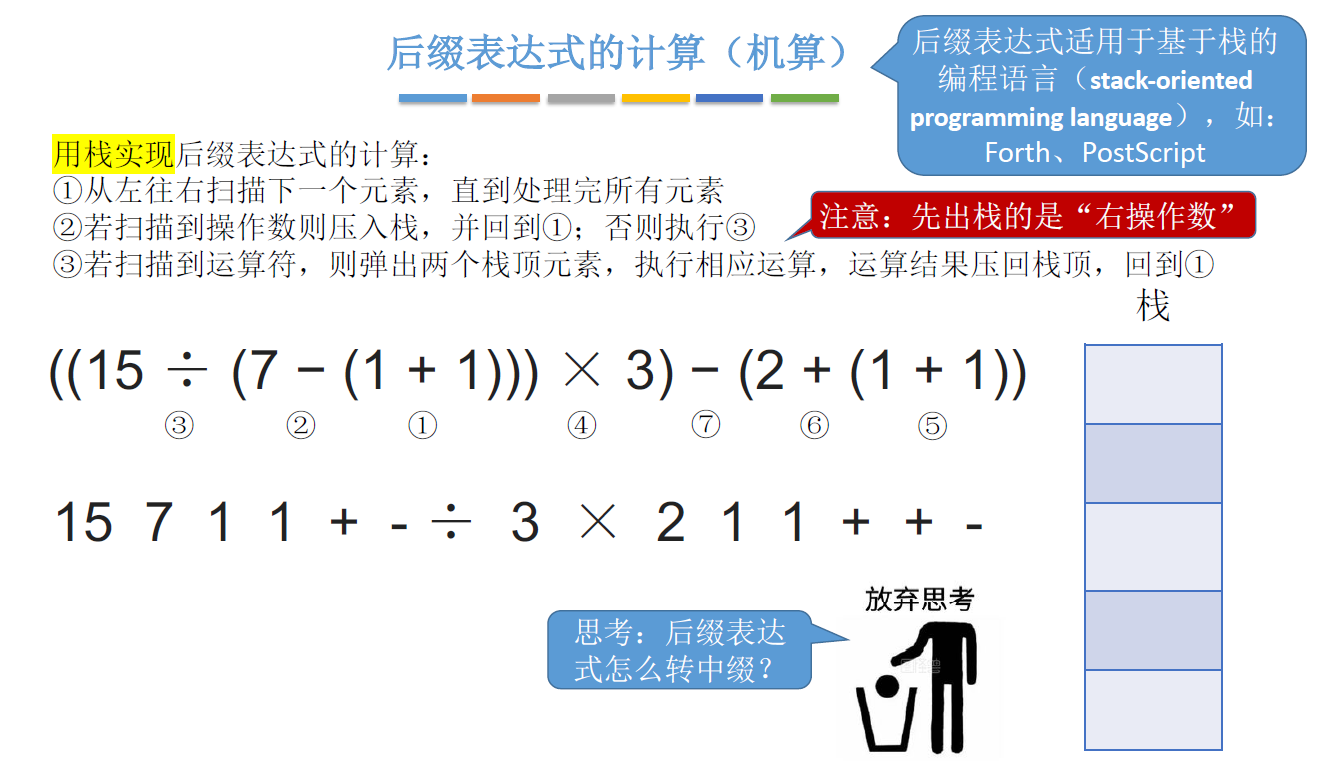 后缀表达式的计算（机算）
后缀表达式适用于基于栈的
编程语言（stack-oriented
programming language），如：
Forth、PostScript
用栈实现后缀表达式的计算：
①从左往右扫描下一个元素，直到处理完所有元素
②若扫描到操作数则压入栈，并回到①；否则执行③
注意：先出栈的是“右操作数”
③若扫描到运算符，则弹出两个栈顶元素，执行相应运算，运算结果压回栈顶，回到①
栈
((15 ÷ (7 − (1 + 1))) × 3) − (2 + (1 + 1))
③ ② ① ④ ⑦ ⑥ ⑤
15 7 1 1 + - ÷ 3 × 2 1 1 + + -
放弃思考
思考：后缀表达
式怎么转中缀？